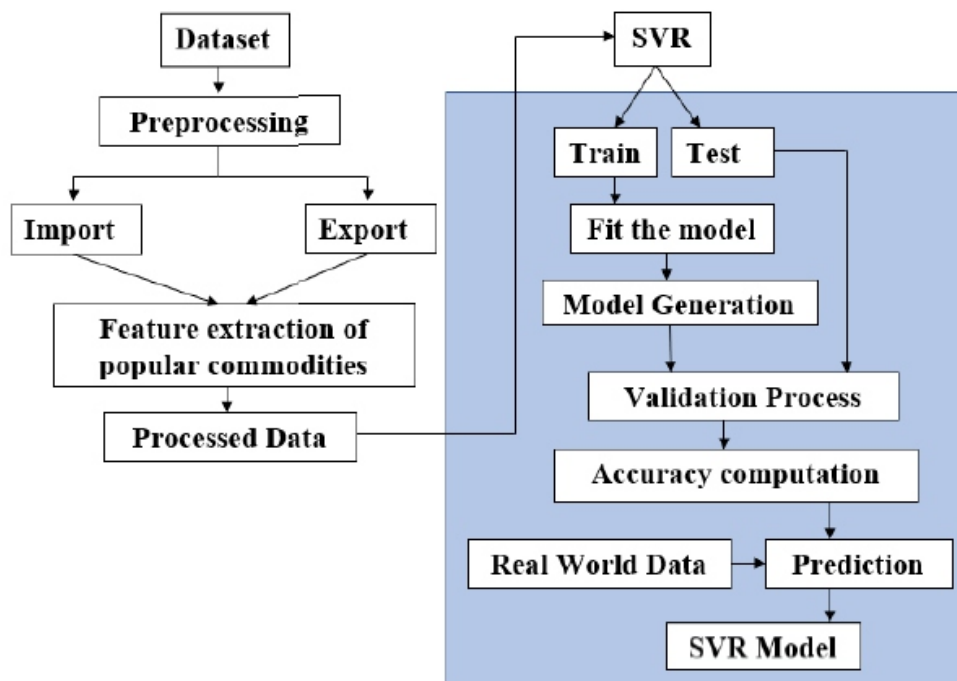 Dataset
Preprocessing
Import
Export
Feature extraction of
popular commodities
Processed Data
SVR
Train
Test
Fit the model
Model Generation
Validation Process
Accuracy computation
Real World Data
Prediction
SVR Model